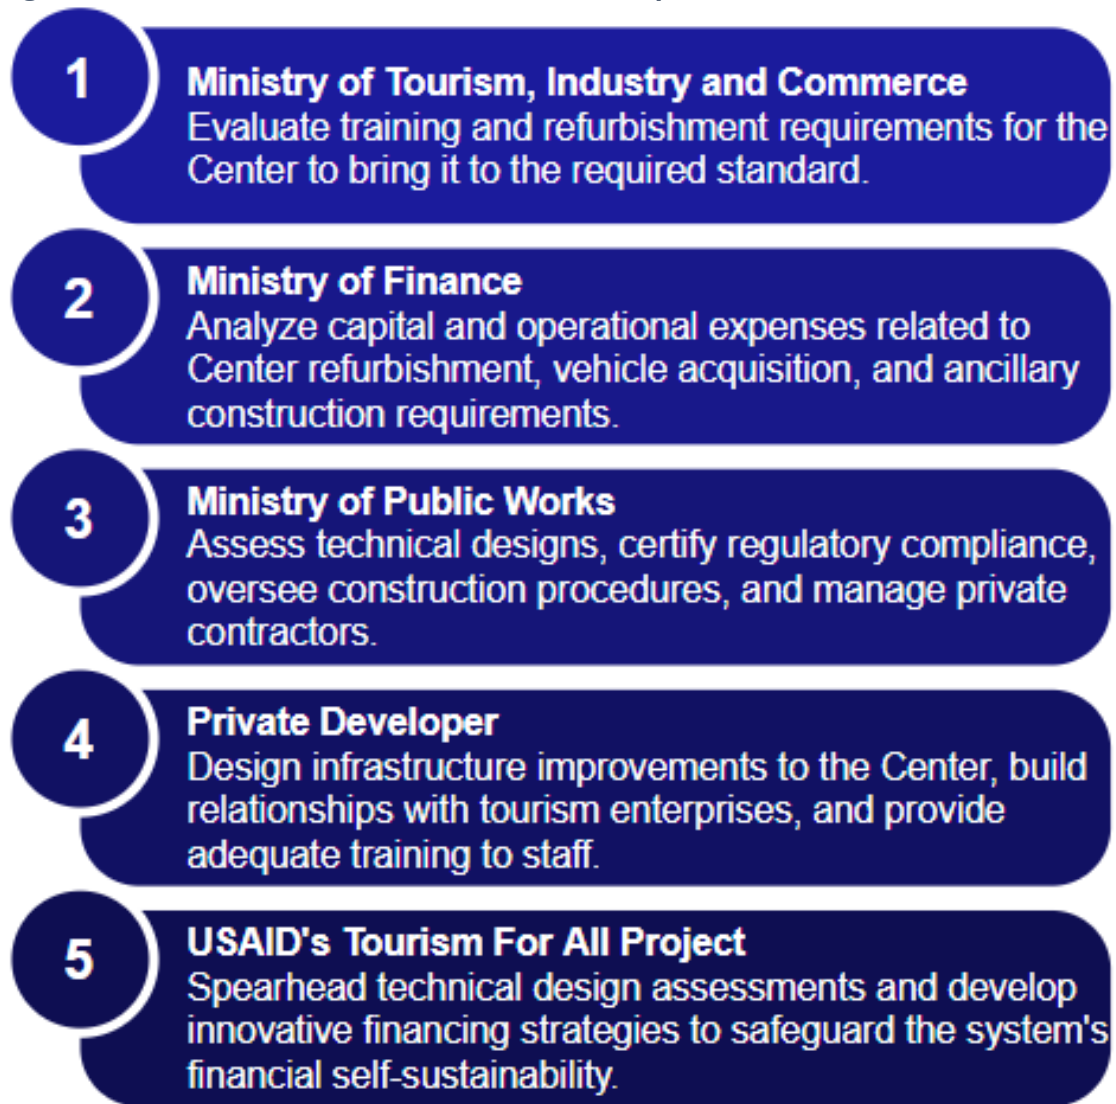 1
Ministry of Tourism, Industry and Commerce
Evaluate training and refurbishment requirements for the
Center to bring it to the required standard.
2
Ministry of Finance
Analyze capital and operational expenses related to
Center refurbishment, vehicle acquisition, and ancillary
construction requirements.
3
Ministry of Public Works
Assess technical designs, certify regulatory compliance,
oversee construction procedures, and manage private
contractors.
4
Private Developer
Design infrastructure improvements to the Center, build
relationships with tourism enterprises, and provide
adequate training to staff.
5
USAID's Tourism For All Project
Spearhead technical design assessments and develop
innovative financing strategies to safeguard the system's
financial self-sustainability.